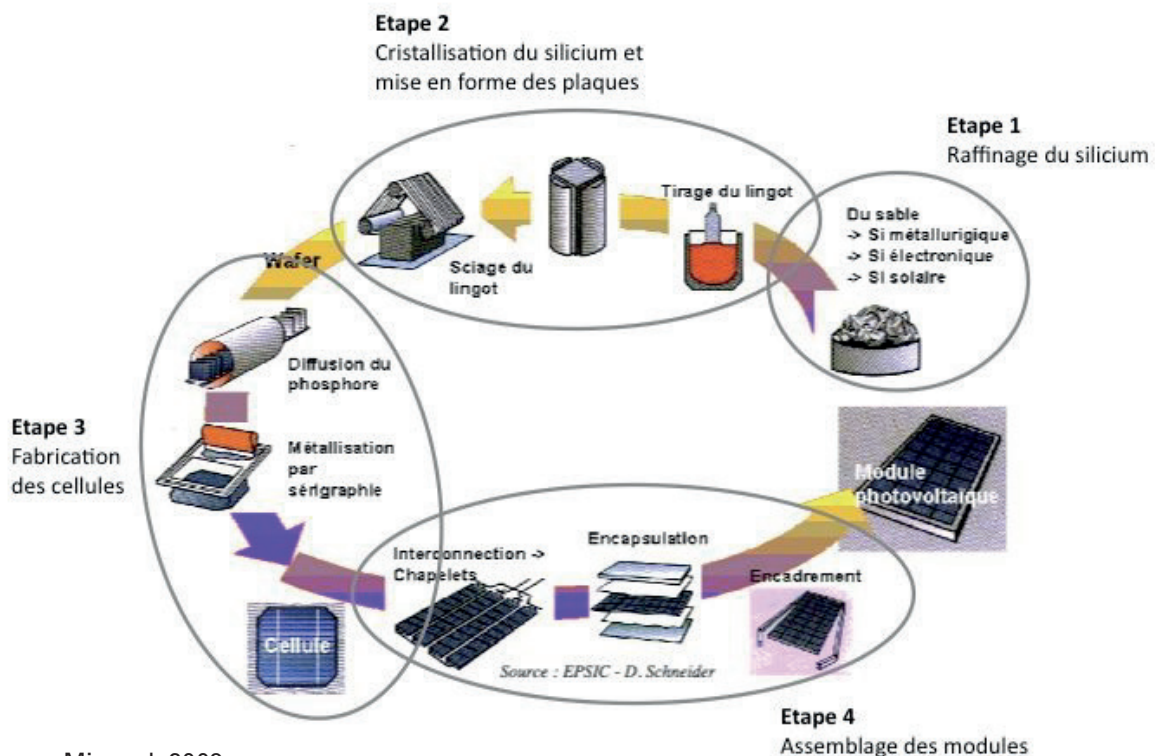 Etape 2
Cristallisation du silicium et
mise en forme des plaques
Etape 1
Raffinage du silicium
Du sable
-> Si métallurigique
-> Si électronique
-> Si solaire
Tirage du lingot
Sciage du
lingot
Wafer
Diffusion du
phosphore
Etape 3
Fabrication
des cellules
Métallisation
par
sérigraphie
Cellule
Interconnection ->
Chapelets
Encapsulation
Encadrement
Module
photovoltaïque
Source : EPSIC - D. Schneider
Etape 4
Assemblage des modules